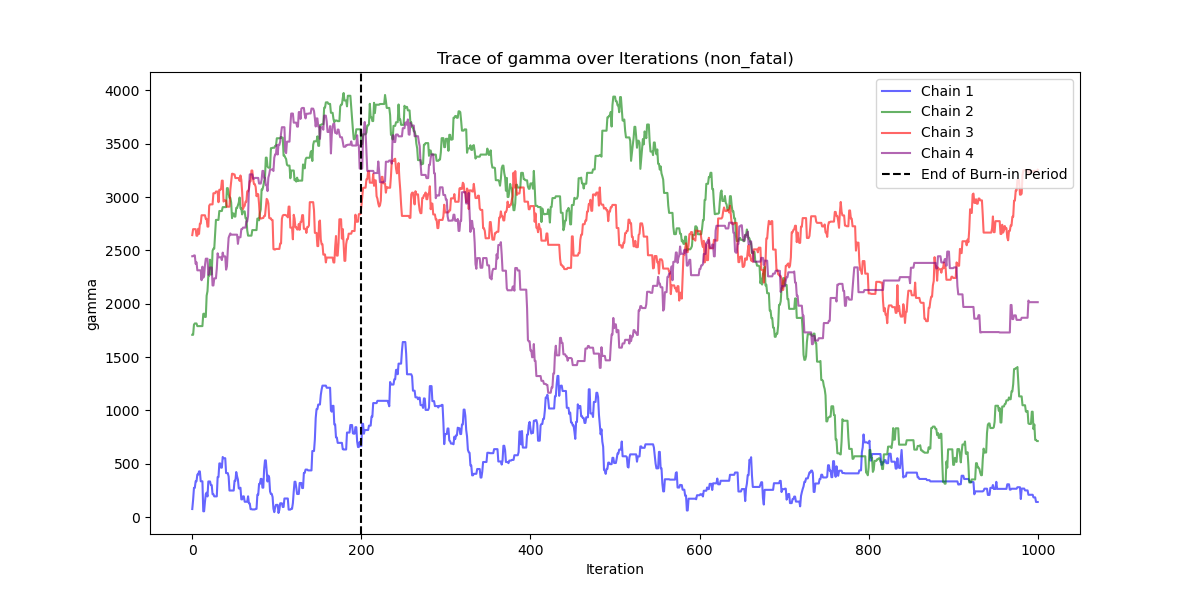 Trace of gamma over Iterations (non_fatal)
Chain 1
Chain 2
Chain 3
Chain 4
End of Burn-in Period
gamma
4000
3500
3000
2500
2000
1500
1000
500
0
0 200 400 600 800 1000
Iteration